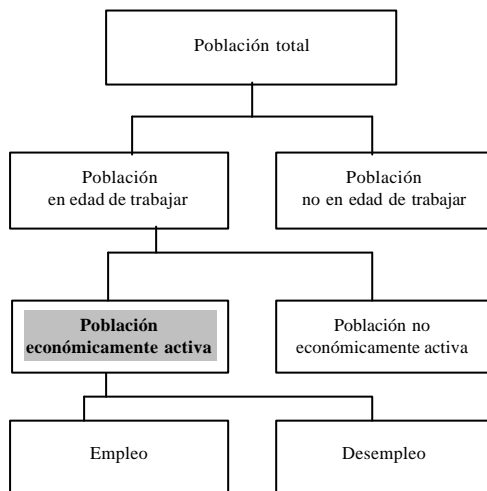 Población total
Población
en edad de trabajar
Población
no en edad de trabajar
Población
económicamente activa
Población no
económicamente activa
Empleo
Desempleo